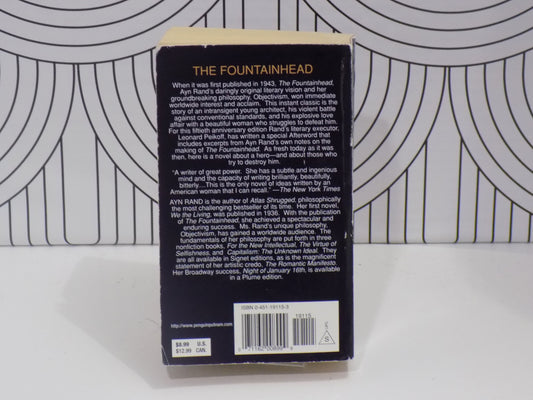 THE FOUNTAINHEAD
When it was first published in 1943, The Fountainhead,
Ayn Rand's daringly original literary vision and her
groundbreaking philosophy, Objectivism, won immediate
worldwide interest and acclaim. This instant classic is the
story of an intransigent young architect, his violent battle
against conventional standards, and his explosive love
affair with a beautiful woman who struggles to defeat him.
For this fiftieth anniversary edition Rand's literary executor,
Leonard Peikoff, has written a special Afterword that
includes excerpts from Ayn Rand's own notes on the
making of The Fountainhead. As fresh today as it was
then, here is a novel about a hero—and about those who
try to destroy him.
"A writer of great power. She has a subtle and ingenious
mind and the capacity of writing brilliantly, beautifully,
bitterly....This is the only novel of ideas written by an
American woman that I can recall." —The New York Times
AYN RAND is the author of Atlas Shrugged, philosophically
the most challenging bestseller of its time. Her first novel,
We the Living, was published in 1936. With the publication
of The Fountainhead, she achieved a spectacular and
enduring success. Ms. Rand's unique philosophy,
Objectivism, has gained a worldwide audience. The
fundamentals of her philosophy are put forth in three
nonfiction books, For the New Intellectual, The Virtue of
Selfishness, and Capitalism: The Unknown Ideal. They
are all available in Signet editions, as is the magnificent
statement of her artistic credo, The Romantic Manifesto.
Her Broadway success, Night of January 16th, is available
in a Plume edition.
ISBN 0-451-19115-3
19115
S
http://www.penguinputnam.com
$8.99 U.S.
$12.99 CAN.